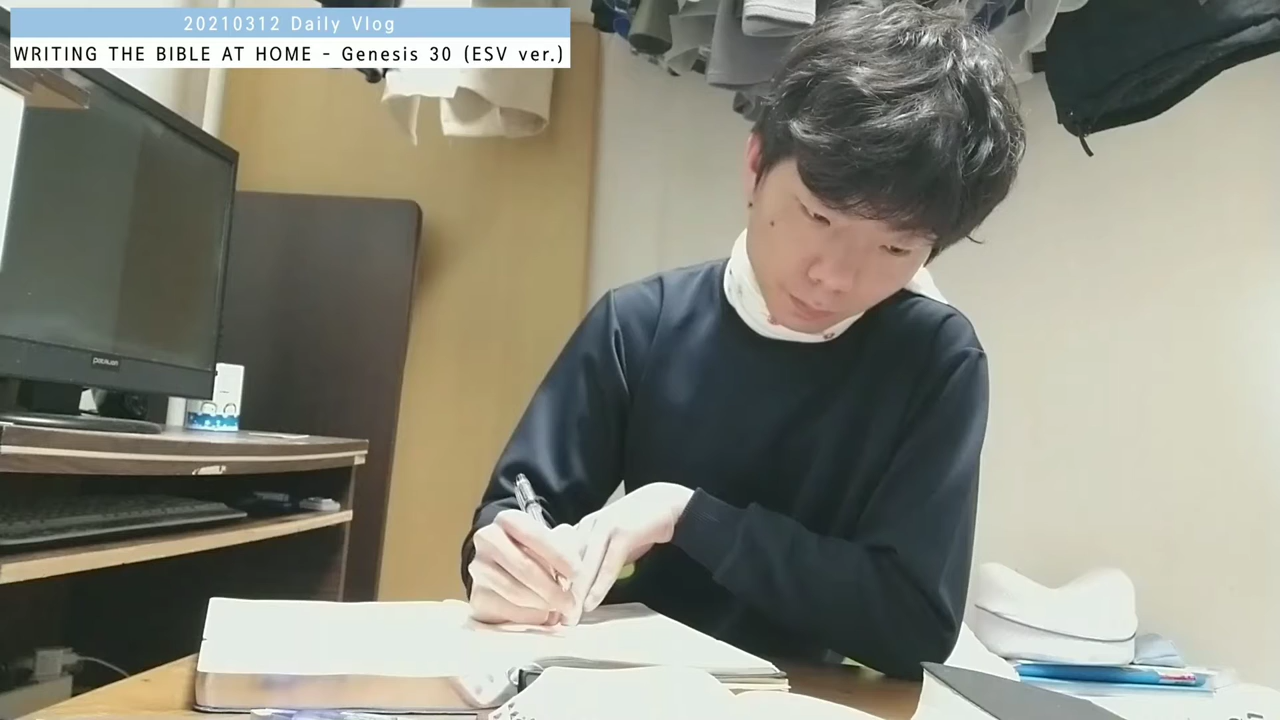 20210312 Daily Vlog
WRITING THE BIBLE AT HOME - Genesis 30 (ESV ver.)